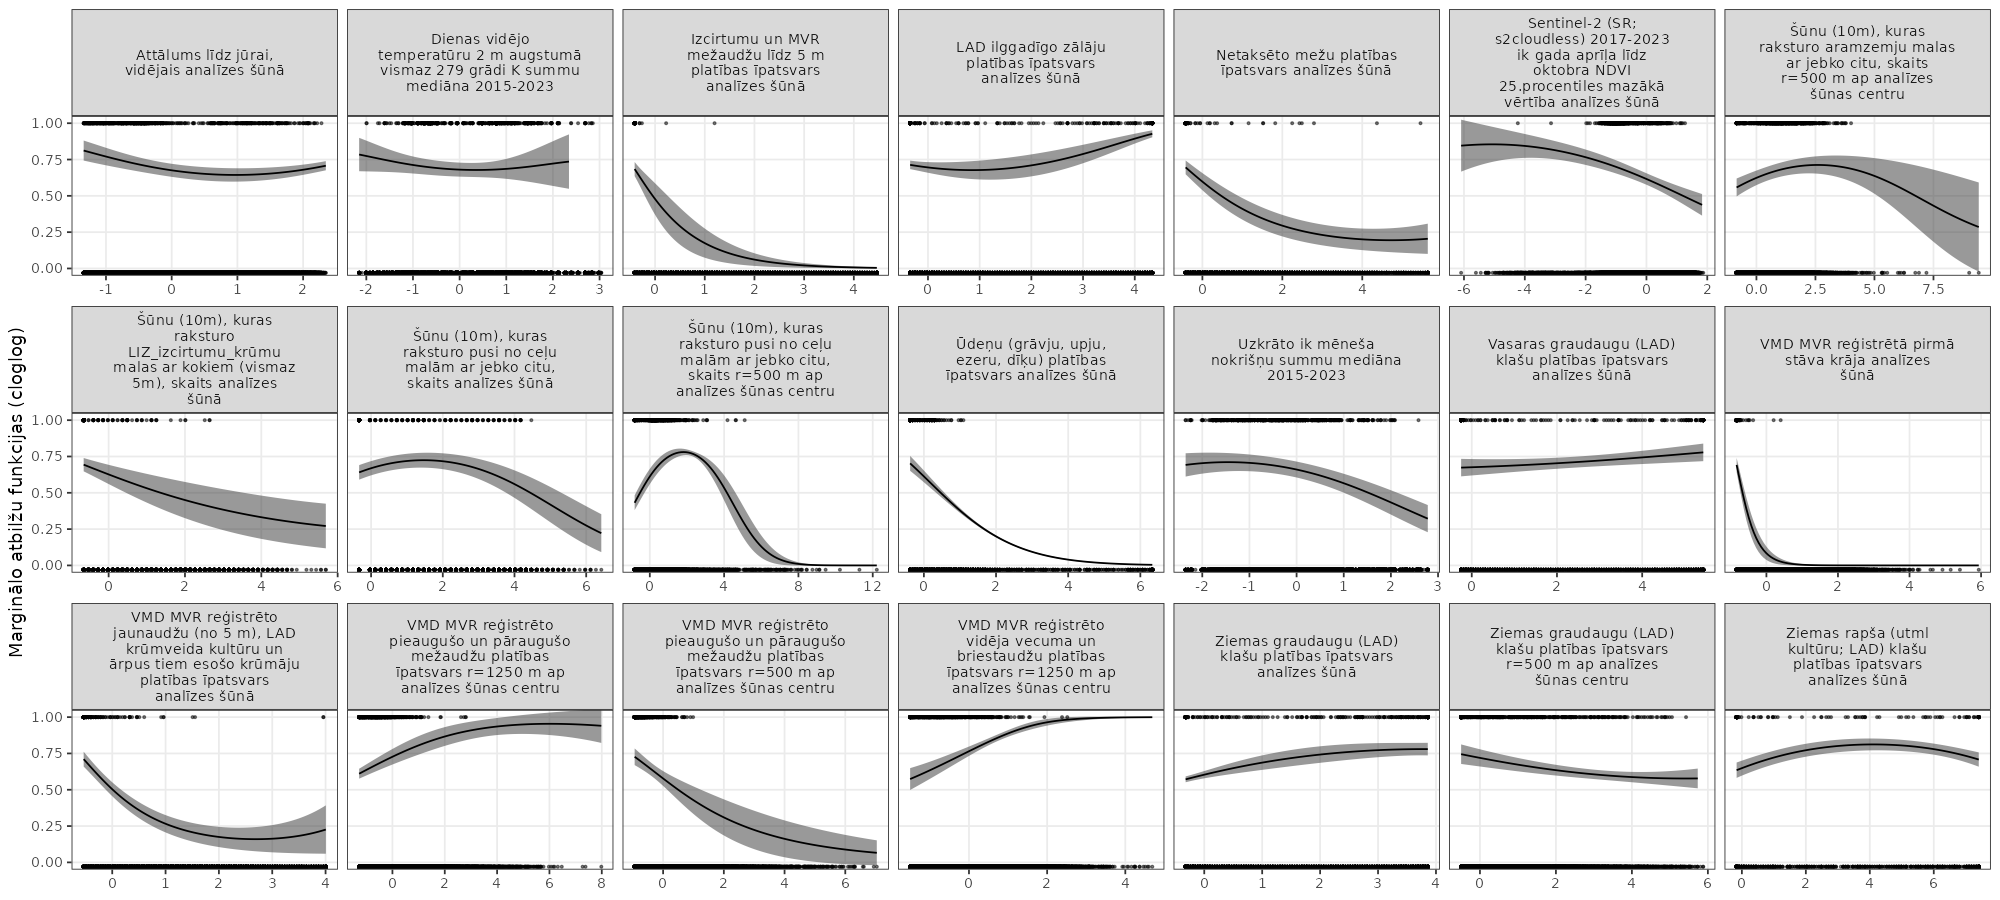 Marginālo atbilžu funkcijas (cloglog)
Attālums līdz jūrai,
vidējais analīzes šūnā
Dienas vidējo
temperatūru 2 m augstumā
vismaz 279 grādi K summu
mediāna 2015-2023
Izcirtumu un MVR
mežaudžu līdz 5 m
platības īpatsvars
analīzes šūnā
LAD ilggadīgo zālāju
platības īpatsvars
analīzes šūnā
Netaksēto mežu platības
īpatsvars analīzes šūnā
Sentinel-2 (SR;
s2cloudless) 2017-2023
ik gada aprīļa līdz
oktobra NDVI
25.procentiles mazākā
vērtība analīzes šūnā
Šūnu (10m), kuras
raksturo aramzemju malas
ar jebko citu, skaits
r=500 m ap analīzes
šūnas centru
1.00
0.75
0.50
0.25
0.00
-1 0 1 2
-2 -1 0 1 2 3
0 1 2 3 4
0 1 2 3 4
0 2 4
-6 -4 -2 0 2
0.0 2.5 5.0 7.5
Šūnu (10m), kuras
raksturo
LIZ_izcirtumu_krūmu
malas ar kokiem (vismaz
5m), skaits analīzes
šūnā
Šūnu (10m), kuras
raksturo pusi no ceļu
malām ar jebko citu,
skaits analīzes šūnā
Šūnu (10m), kuras
raksturo pusi no ceļu
malām ar jebko citu,
skaits r=500 m ap
analīzes šūnas centru
Ūdeņu (grāvju, upju,
ezeru, dīķu) platības
īpatsvars analīzes šūnā
Uzkrāto ik mēneša
nokrišņu summu mediāna
2015-2023
Vasaras graudaugu (LAD)
klašu platības īpatsvars
analīzes šūnā
VMD MVR reģistrētā pirmā
stāva krāja analīzes
šūnā
1.00
0.75
0.50
0.25
0.00
0 2 4 6
0 2 4 6
0 4 8 12
0 2 4 6
-2 -1 0 1 2 3
0 2 4
0 2 4 6
VMD MVR reģistrēto
jaunaudžu (no 5 m), LAD
krūmveida kultūru un
ārpus tiem esošo krūmāju
platības īpatsvars
analīzes šūnā
VMD MVR reģistrēto
pieaugušo un pāraugušo
mežaudžu platības
īpatsvars r=1250 m ap
analīzes šūnas centru
VMD MVR reģistrēto
pieaugušo un pāraugušo
mežaudžu platības
īpatsvars r=500 m ap
analīzes šūnas centru
VMD MVR reģistrēto
vidēja vecuma un
briestaudžu platības
īpatsvars r=1250 m ap
analīzes šūnas centru
Ziemas graudaugu (LAD)
klašu platības īpatsvars
analīzes šūnā
Ziemas graudaugu (LAD)
klašu platības īpatsvars
r=500 m ap analīzes
šūnas centru
Ziemas rapša (utml
kultūru; LAD) klašu
platības īpatsvars
analīzes šūnā
1.00
0.75
0.50
0.25
0.00
0 1 2 3 4
0 2 4 6 8
0 2 4 6
0 2 4
0 1 2 3 4
0 2 4 6
0 2 4 6